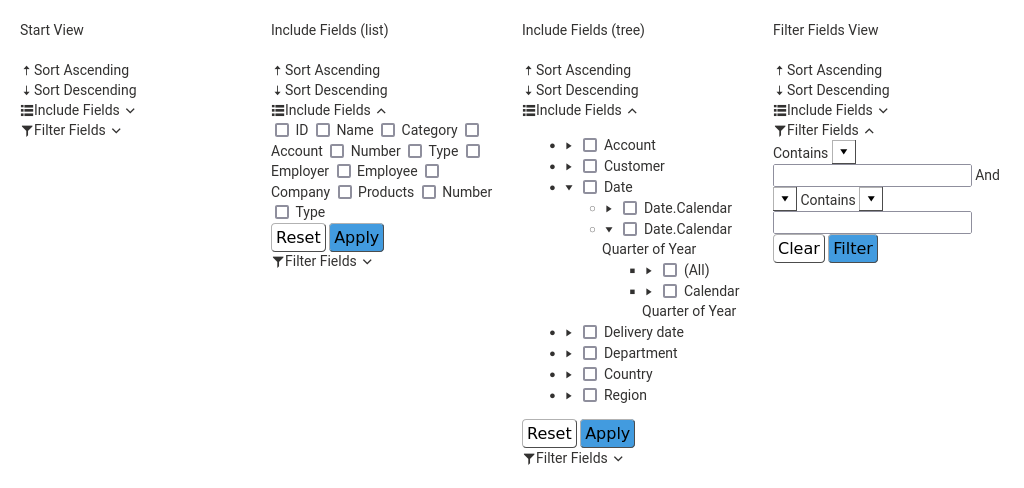 Start View
Sort Ascending
Sort Descending
Include Fields
Filter Fields
Include Fields (list)
Sort Ascending
Sort Descending
Include Fields
ID Name Category
Account Number Type
Employer Employee
Company Products Number
Type
Reset Apply
Filter Fields
Include Fields (tree)
Sort Ascending
Sort Descending
Include Fields
Account
Customer
Date
Date.Calendar
Date.Calendar
Quarter of Year
(All)
Calendar
Quarter of Year
Delivery date
Department
Country
Region
Reset Apply
Filter Fields
Filter Fields View
Sort Ascending
Sort Descending
Include Fields
Filter Fields
Contains
And
Contains
Clear Filter